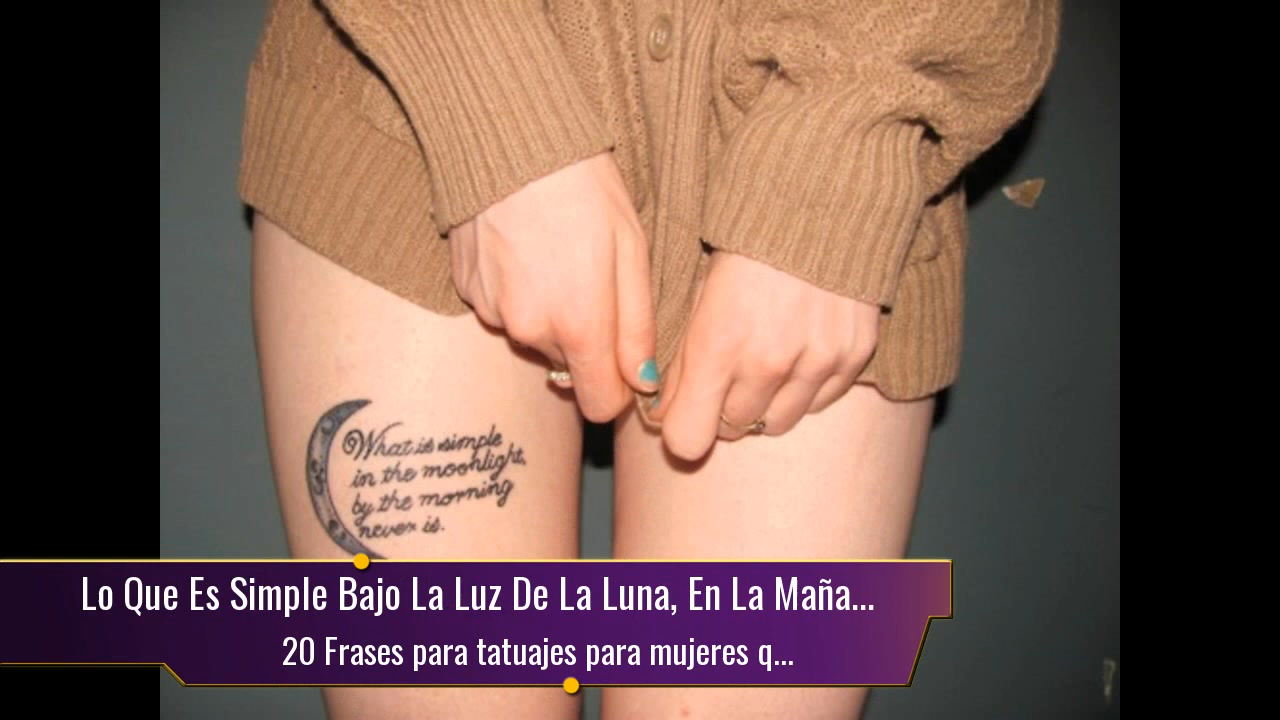 What is simple
in the moonlight,
by the morning
never is.
Lo Que Es Simple Bajo La Luz De La Luna, En La Maña...
20 Frases para tatuajes para mujeres q...